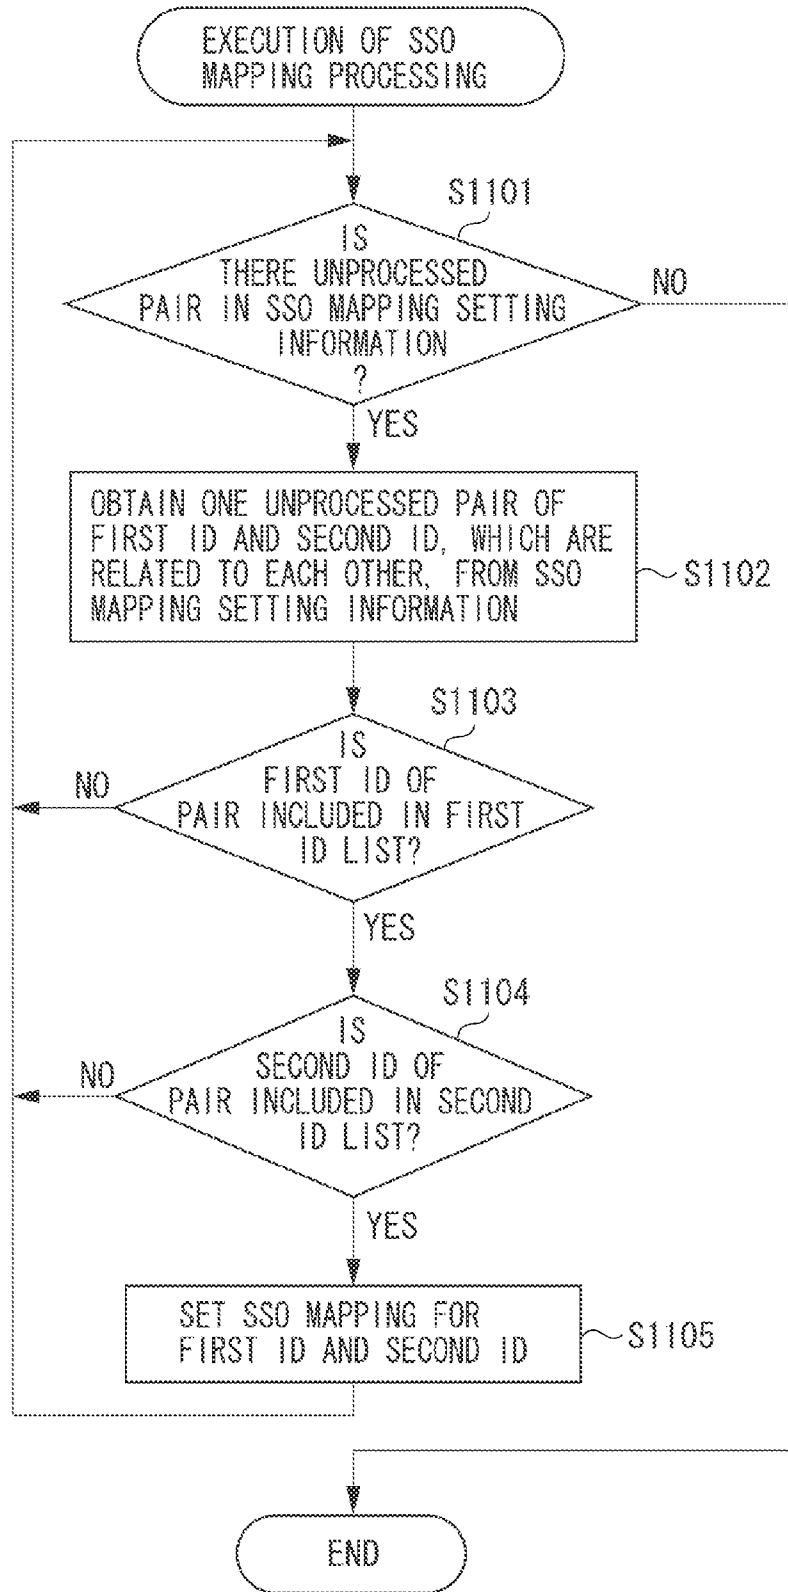 EXECUTION OF SSO
MAPPING PROCESSING
S1101
IS
THERE UNPROCESSED
PAIR IN SSO MAPPING SETTING
INFORMATION
?
NO
YES
OBTAIN ONE UNPROCESSED PAIR OF
FIRST ID AND SECOND ID, WHICH ARE
RELATED TO EACH OTHER, FROM SSO
MAPPING SETTING INFORMATION
S1102
S1103
IS
FIRST ID OF
PAIR INCLUDED IN FIRST
ID LIST?
NO
YES
S1104
IS
SECOND ID OF
PAIR INCLUDED IN SECOND
ID LIST?
NO
YES
SET SSO MAPPING FOR
FIRST ID AND SECOND ID
S1105
END